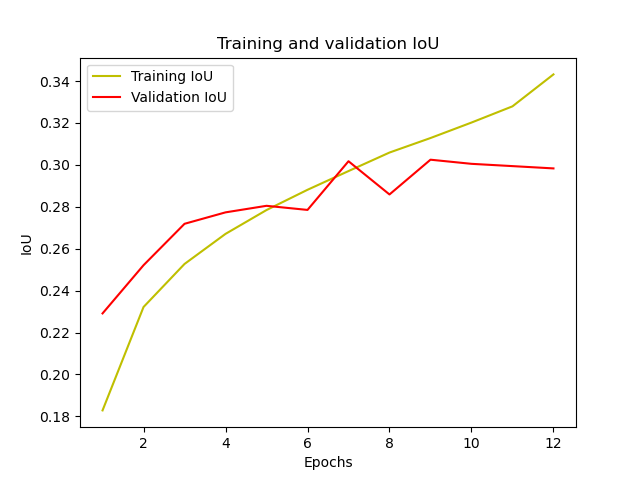 Training and validation IoU
Training IoU
Validation IoU
0.34
0.32
0.30
0.28
0.26
0.24
0.22
0.20
0.18
IoU
2 4 6 8 10 12
Epochs